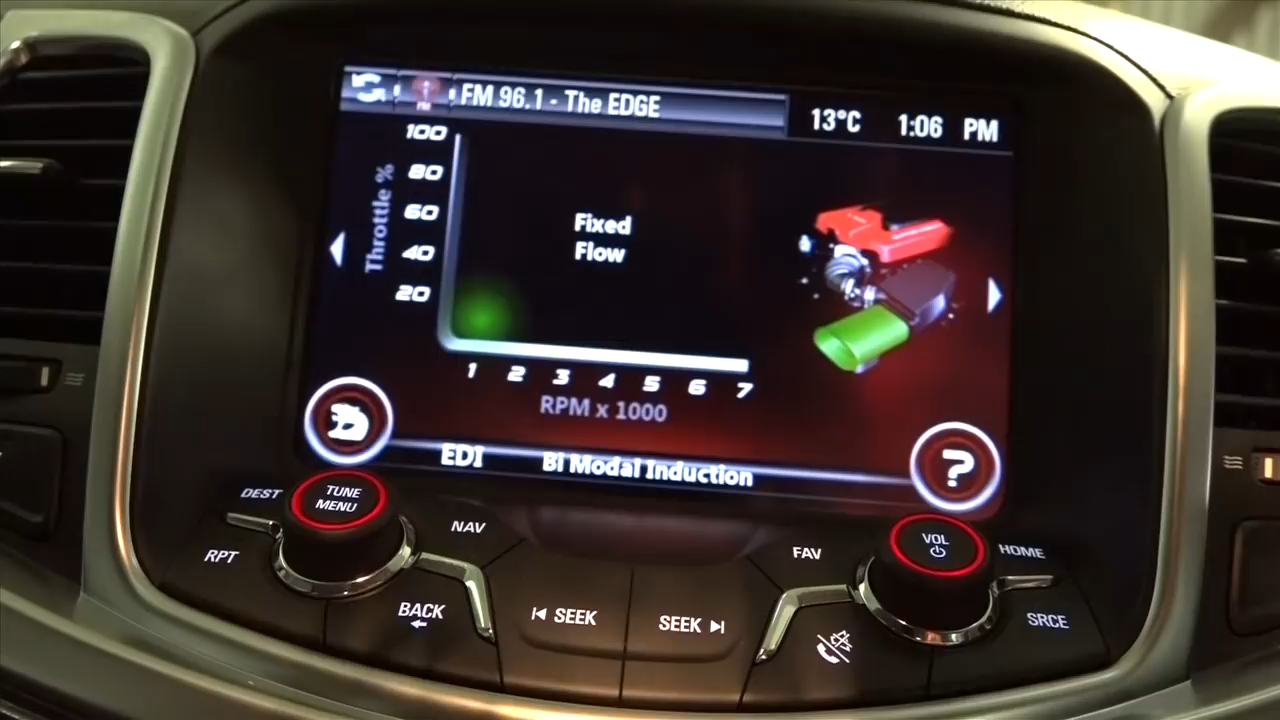 FM
FM 96.1 - The EDGE
13°C
1:06 PM
Throttle %
100
80
60
40
20
Fixed
Flow
1 2 3 4 5 6 7
RPM x 1000
?
EDI
Bi Modal Induction
DEST
TUNE
MENU
NAV
RPT
BACK
SEEK
SEEK
FAV
VOL
HOME
SRCE